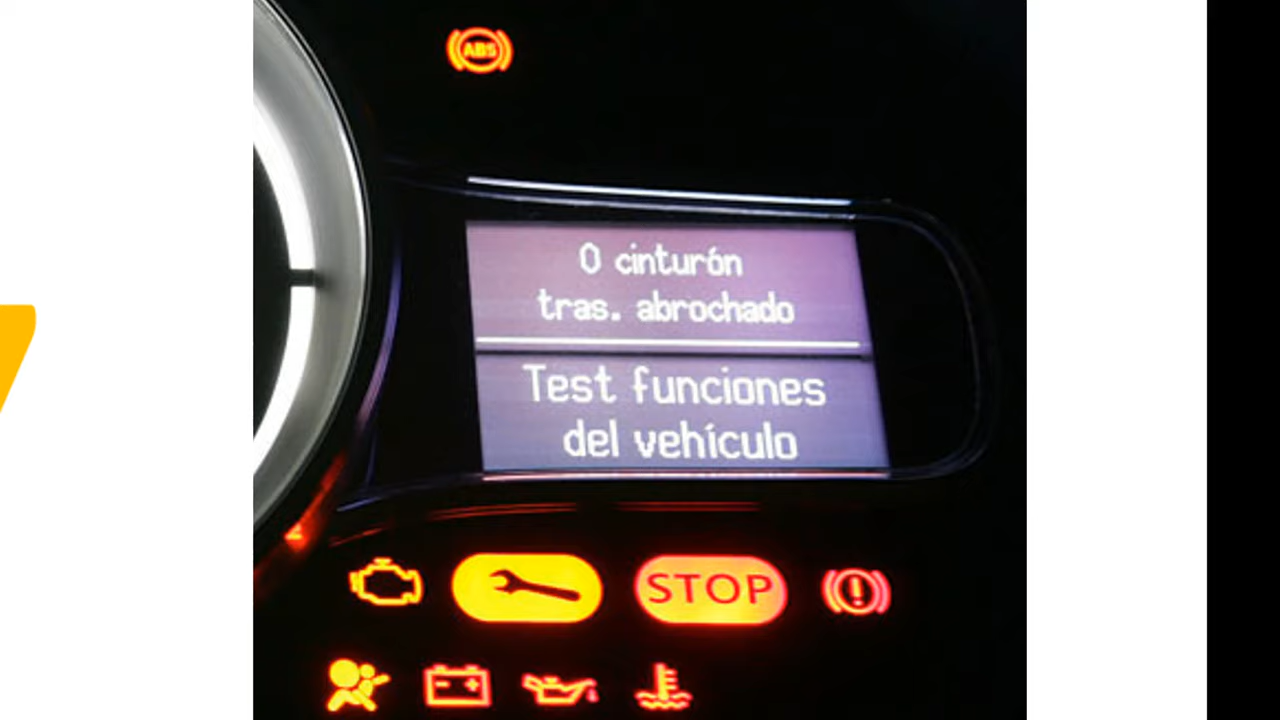 ABS
0 cinturón
tras. abrochado
Test funciones
del vehículo
STOP